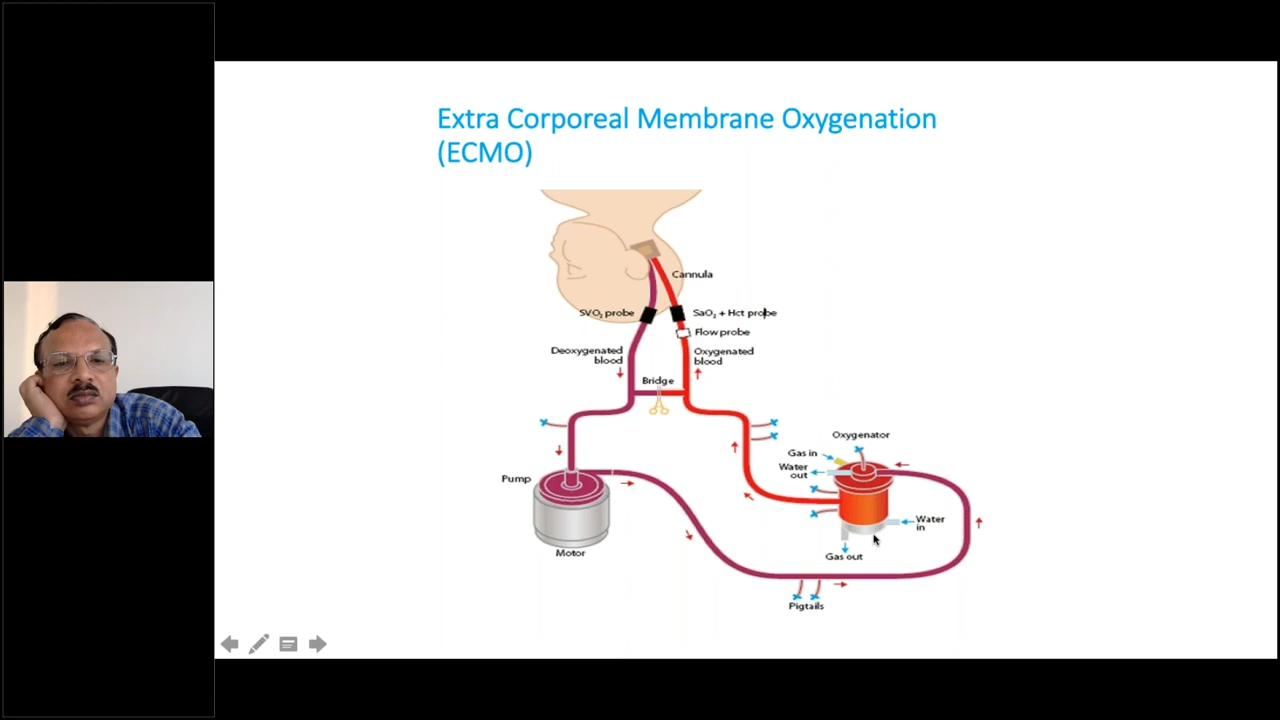 Extra Corporeal Membrane Oxygenation
(ECMO)
Cannula
SVO₂ probe
SaO₂ + Hct probe
Flow probe
Deoxygenated
blood
Oxygenated
blood
Bridge
Oxygenator
Gas in
Water
out
Pump
Water
in
Motor
Gas out
Pigtails